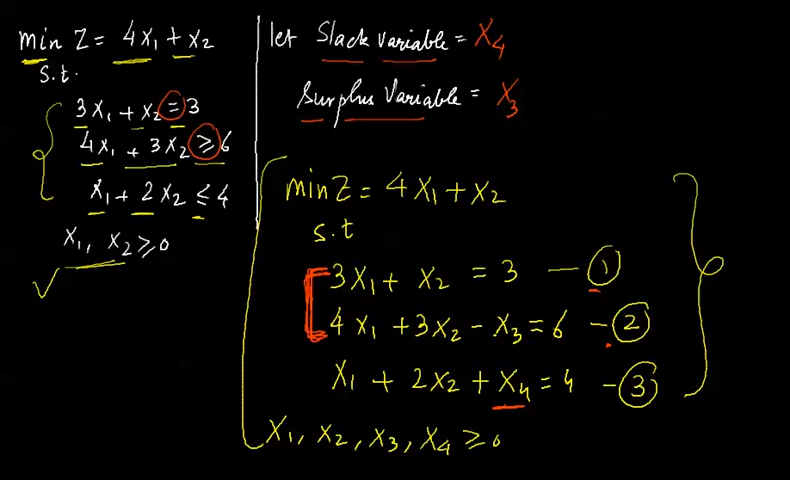 min Z = 4x₁ + x₂
s.t.
3x₁ + x₂ = 3
4x₁ + 3x₂ ≥ 6
x₁ + 2x₂ ≤ 4
x₁, x₂ ≥ 0
let Slack variable = x₄
Surplus Variable = x₃
min Z = 4x₁ + x₂
s.t
3x₁ + x₂ = 3 — ①
4x₁ + 3x₂ - x₃ = 6 - ②
x₁ + 2x₂ + x₄ = 4 - ③
x₁, x₂, x₃, x₄ ≥ 0